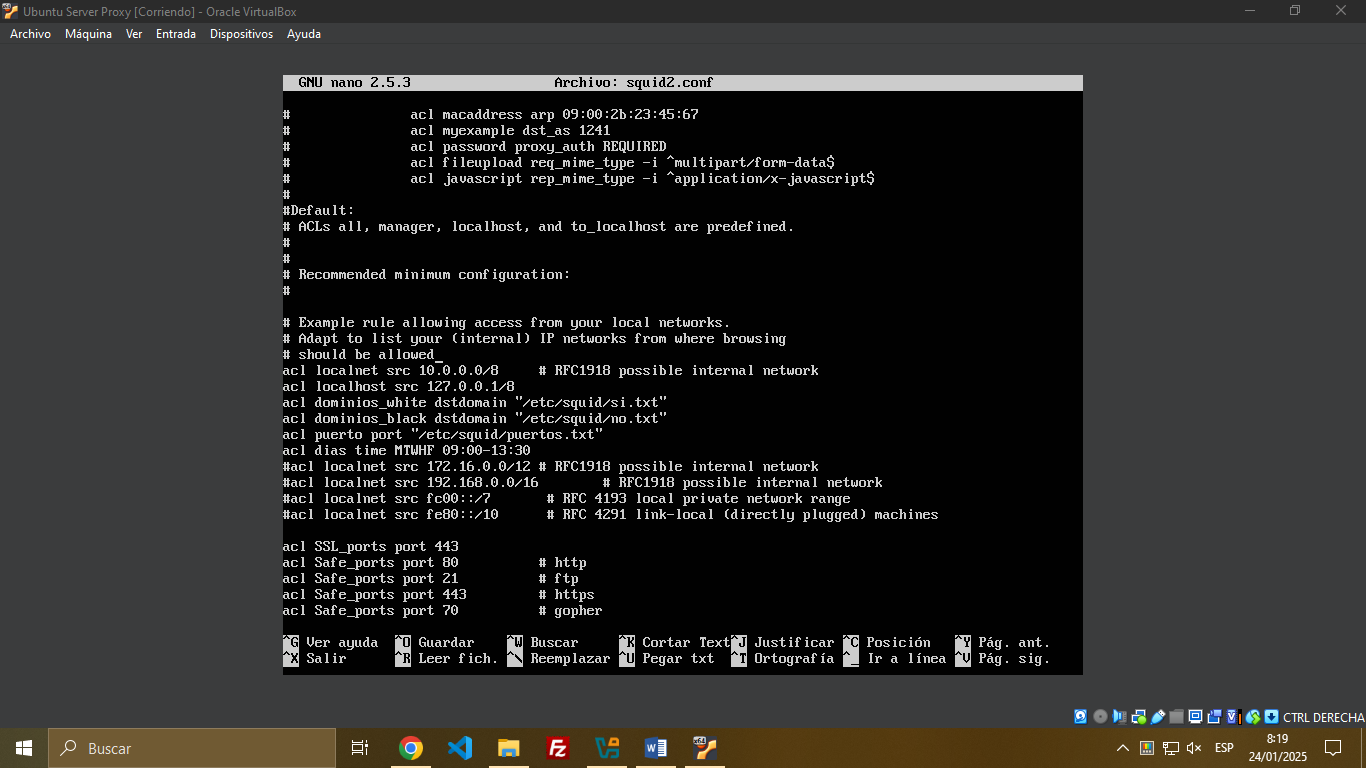 Ubuntu Server Proxy [Corriendo] - Oracle VirtualBox
Archivo Máquina Ver Entrada Dispositivos Ayuda
GNU nano 2.5.3 Archivo: squid2.conf
# acl macaddress arp 09:00:2b:23:45:67
# acl myexample dst_as 1241
# acl password proxy_auth REQUIRED
# acl fileupload req_mime_type -i ^multipart/form-data$
# acl javascript rep_mime_type -i ^application/x-javascript$
#
#Default:
# ACLs all, manager, localhost, and to_localhost are predefined.
#
#
# Recommended minimum configuration:
#
# Example rule allowing access from your local networks.
# Adapt to list your (internal) IP networks from where browsing
# should be allowed_
acl localnet src 10.0.0.0/8 # RFC1918 possible internal network
acl localhost src 127.0.0.1/8
acl dominios_white dstdomain "/etc/squid/si.txt"
acl dominios_black dstdomain "/etc/squid/no.txt"
acl puerto port "/etc/squid/puertos.txt"
acl dias time MTWHF 09:00-13:30
#acl localnet src 172.16.0.0/12 # RFC1918 possible internal network
#acl localnet src 192.168.0.0/16 # RFC1918 possible internal network
#acl localnet src fc00::/7 # RFC 4193 local private network range
#acl localnet src fe80::/10 # RFC 4291 link-local (directly plugged) machines
acl SSL_ports port 443
acl Safe_ports port 80 # http
acl Safe_ports port 21 # ftp
acl Safe_ports port 443 # https
acl Safe_ports port 70 # gopher
^G Ver ayuda ^O Guardar ^W Buscar ^K Cortar Text ^J Justificar ^C Posición ^Y Pág. ant.
^X Salir ^R Leer fich. ^\ Reemplazar ^U Pegar txt ^T Ortografía ^_ Ir a línea ^V Pág. sig.
CTRL DERECHA
Buscar
ESP
8:19
24/01/2025